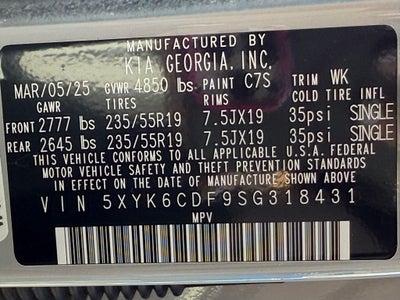 MANUFACTURED BY
KIA GEORGIA, INC.
MAR/05/25 GVWR 4850 lbs. PAINT C7S TRIM WK
GAWR TIRES RIMS COLD TIRE INFL
FRONT 2777 lbs 235/55R19 7.5JX19 35psi SINGLE
REAR 2645 lbs 235/55R19 7.5JX19 35psi SINGLE
THIS VEHICLE CONFORMS TO ALL APPLICABLE U.S.A. FEDERAL
MOTOR VEHICLE SAFETY AND THEFT PREVENTION STANDARDS
IN EFFECT ON THE DATE OF MANUFACTURE SHOWN ABOVE
VIN 5XYK6CDF9SG318431
MPV